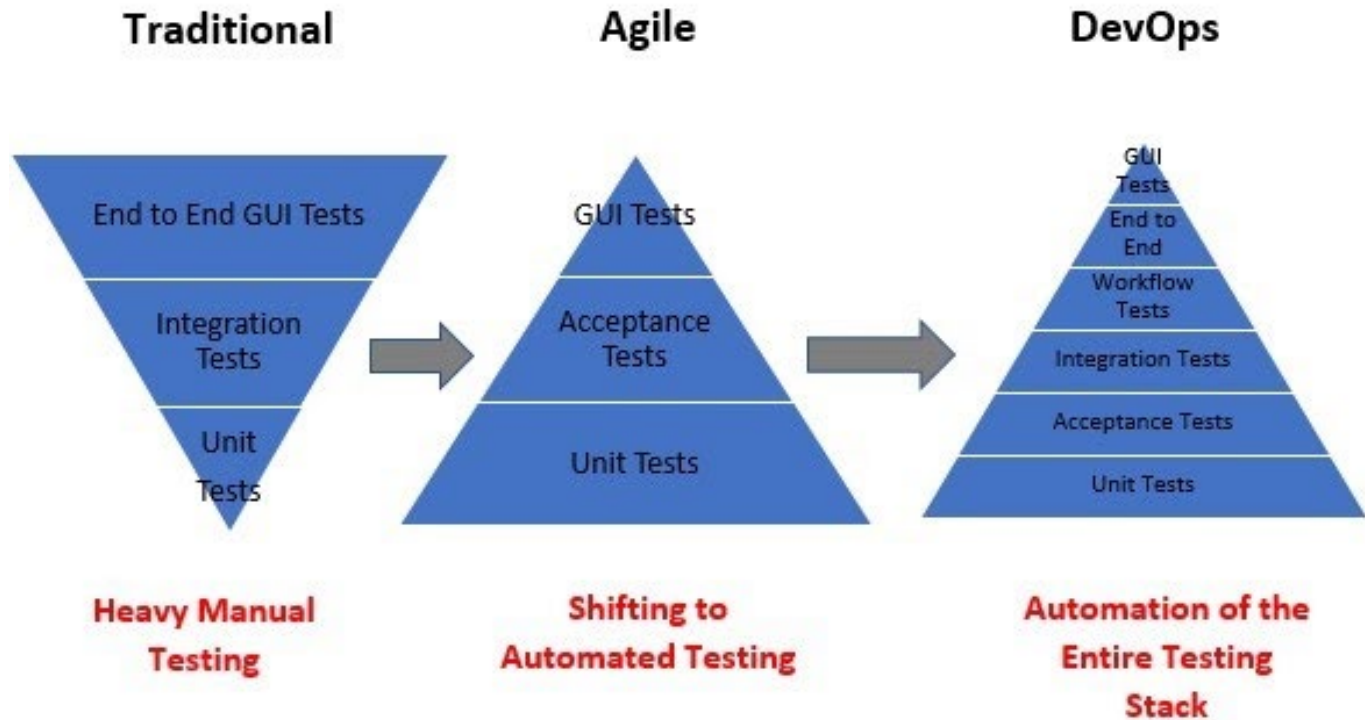 Traditional
Agile
DevOps
End to End GUI Tests
Integration
Tests
Unit
Tests
GUI Tests
Acceptance
Tests
Unit Tests
GUI
Tests
End to
End
Workflow
Tests
Integration Tests
Acceptance Tests
Unit Tests
Heavy Manual
Testing
Shifting to
Automated Testing
Automation of the
Entire Testing
Stack